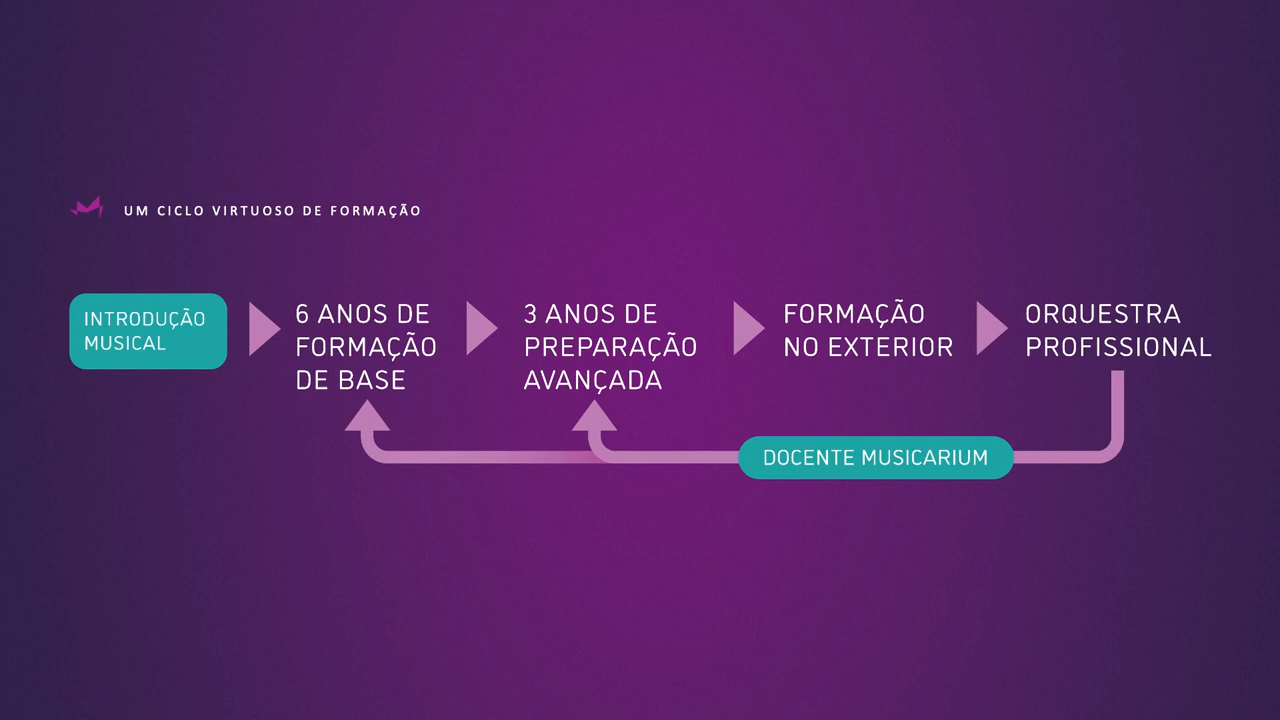 UM CICLO VIRTUOSO DE FORMAÇÃO
INTRODUÇÃO
MUSICAL
6 ANOS DE
FORMAÇÃO
DE BASE
3 ANOS DE
PREPARAÇÃO
AVANÇADA
FORMAÇÃO
NO EXTERIOR
ORQUESTRA
PROFISSIONAL
DOCENTE MUSICARIUM